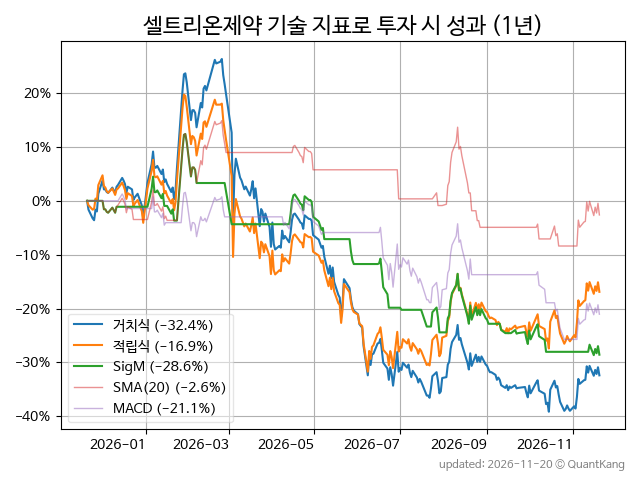 셀트리온제약 기술 지표로 투자 시 성과 (1년)
20%
10%
0%
−10%
−20%
−30%
−40%
거치식 (−32.4%)
적립식 (−16.9%)
SigM (−28.6%)
SMA(20) (−2.6%)
MACD (−21.1%)
2026−01
2026−03
2026−05
2026−07
2026−09
2026−11
updated: 2026−11−20 © QuantKang